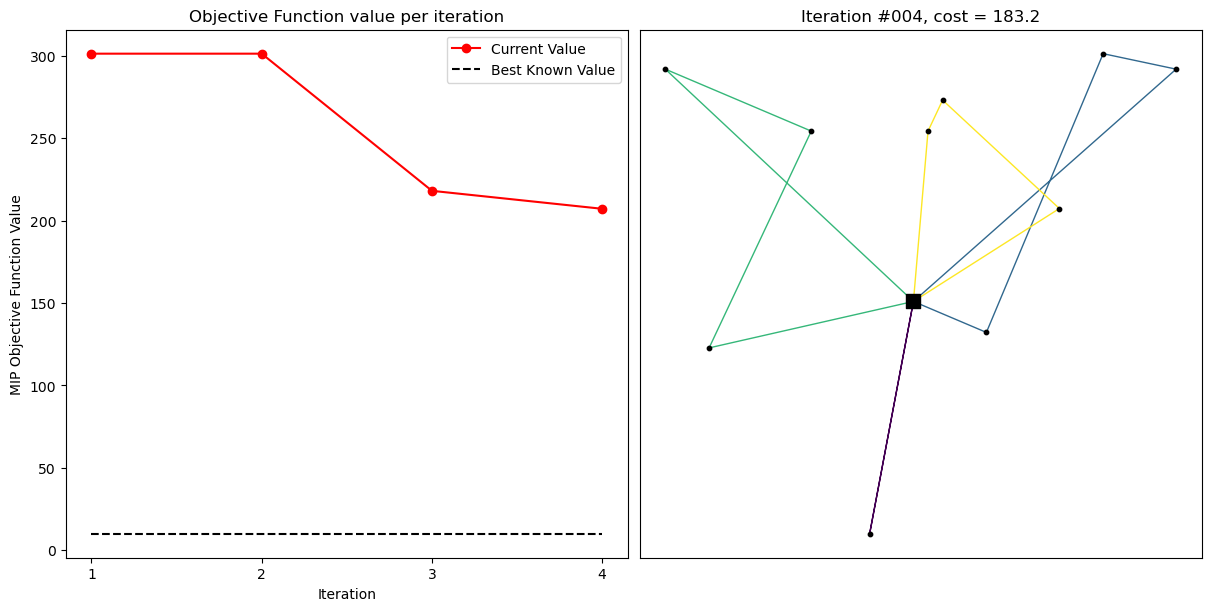 Objective Function value per iteration
Current Value
Best Known Value
300
250
200
150
100
50
0
MIP Objective Function Value
1 2 3 4
Iteration
Iteration #004, cost = 183.2